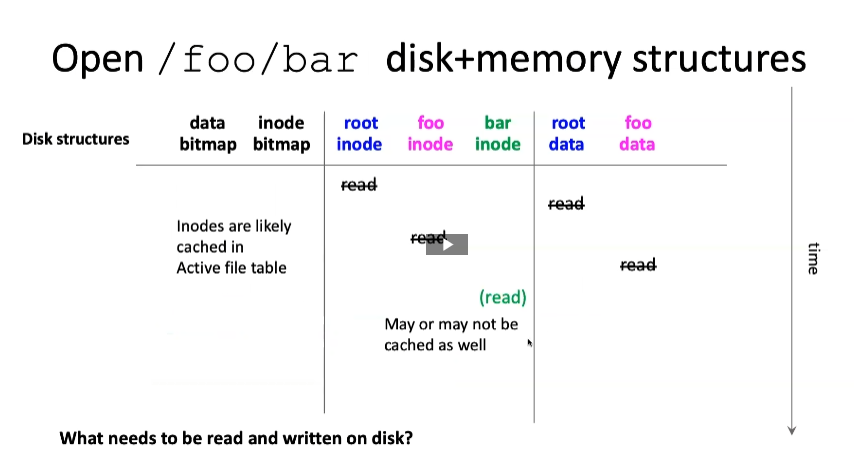 Open /foo/bar disk+memory structures
Disk structures
data bitmap
inode bitmap
root inode
foo inode
bar inode
root data
foo data
read
read
Inodes are likely
cached in
Active file table
read
read
(read)
May or may not be
cached as well
time
What needs to be read and written on disk?